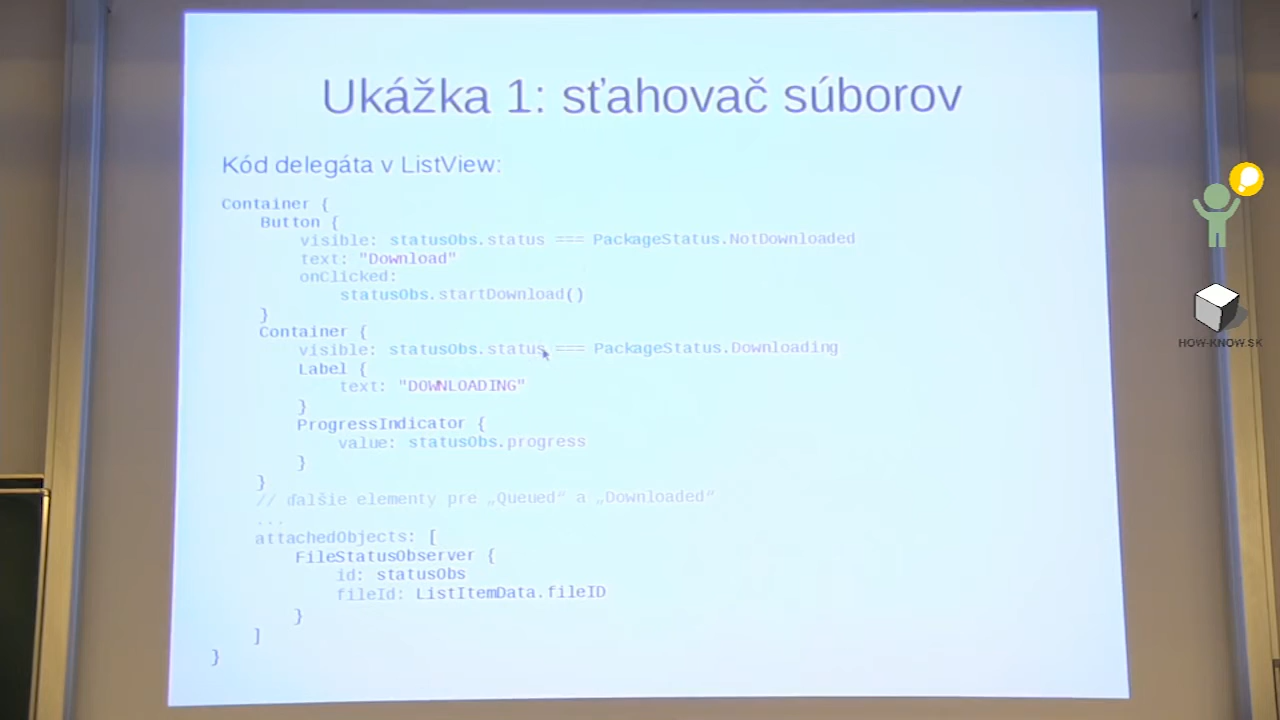 Ukážka 1: sťahovač súborov
Kód delegáta v ListView:
Container {
Button {
visible: statusObs.status === PackageStatus.NotDownloaded
text: "Download"
onClicked:
statusObs.startDownload()
}
Container {
visible: statusObs.status === PackageStatus.Downloading
Label {
text: "DOWNLOADING"
}
ProgressIndicator {
value: statusObs.progress
}
}
// ďalšie elementy pre „Queued“ a „Downloaded“
...
attachedObjects: [
FileStatusObserver {
id: statusObs
fileId: ListItemData.fileID
}
]
}
HOW-KNOW.SK